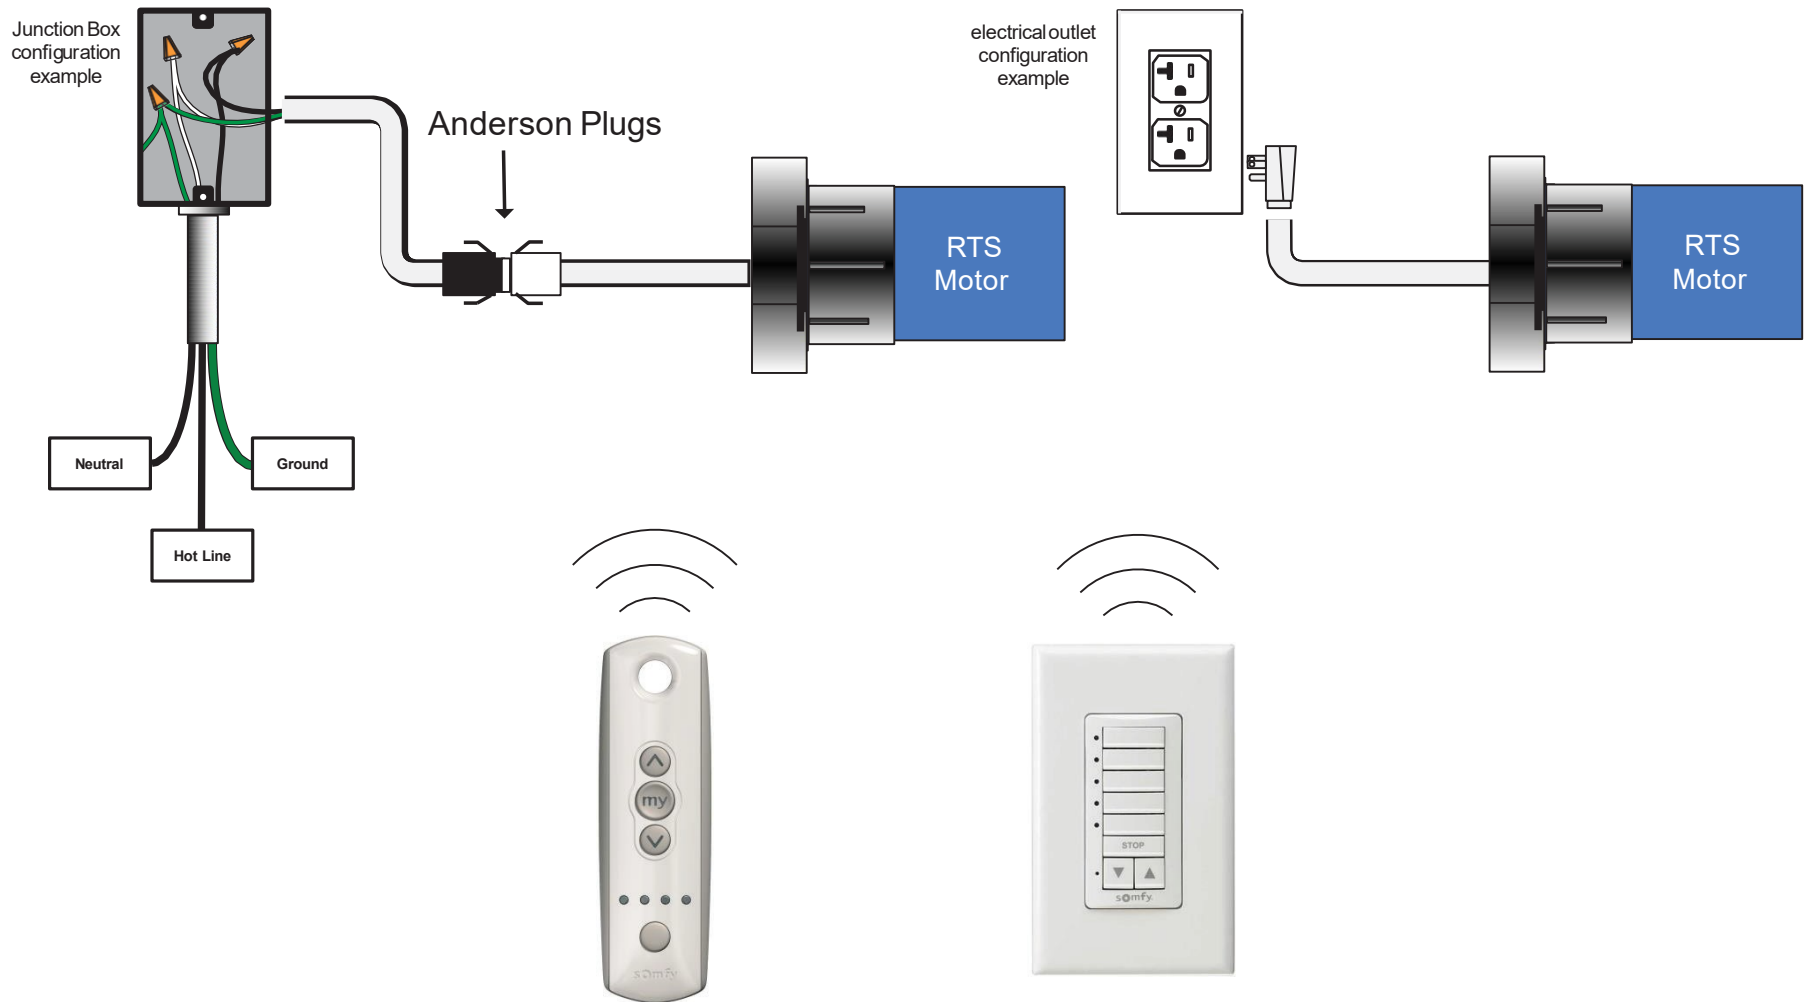 Junction Box
configuration
example
Anderson Plugs
RTS
Motor
electrical outlet
configuration
example
RTS
Motor
Neutral
Ground
Hot Line
my
somfy
STOP
somfy